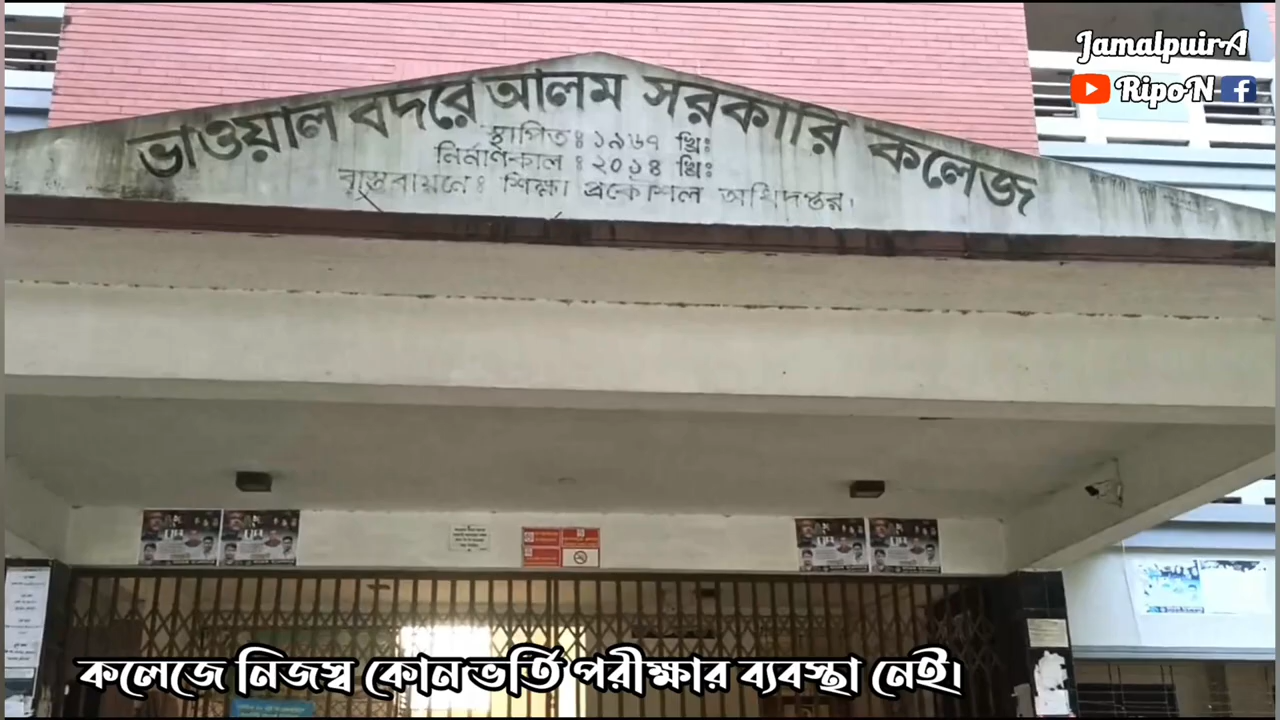 JamalpuirA
RipoN
ভাওয়াল বদরে আলম সরকারি কলেজ
স্থাপিতঃ ১৯৬৭ খ্রিঃ
নির্মাণকাল ঃ ২০১৪ খ্রিঃ
বাস্তবায়নেঃ শিক্ষা প্রকৌশল অধিদপ্তর।
কলেজে নিজস্ব কোন ভর্তি পরীক্ষার ব্যবস্থা নেই।